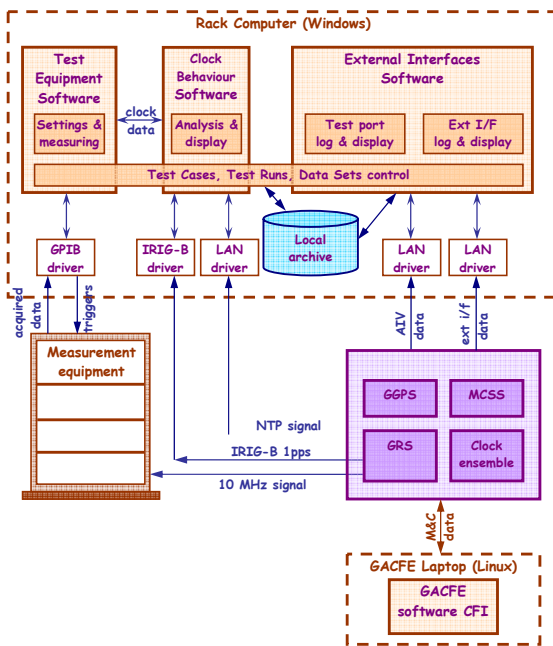 Rack Computer (Windows)
Test
Equipment
Software
Clock
Behaviour
Software
External Interfaces
Software
Settings &
measuring
clock
data
Analysis &
display
Test port
log & display
Ext I/F
log & display
Test Cases, Test Runs, Data Sets control
Local
archive
GPIB
driver
IRIG-B
driver
LAN
driver
LAN
driver
LAN
driver
acquired
data
triggers
AIV
data
ext i/f
data
Measurement
equipment
GGPS
MCSS
GRS
Clock
ensemble
NTP signal
IRIG-B 1pps
10 MHz signal
M&C
data
GACFE Laptop (Linux)
GACFE
software CFI